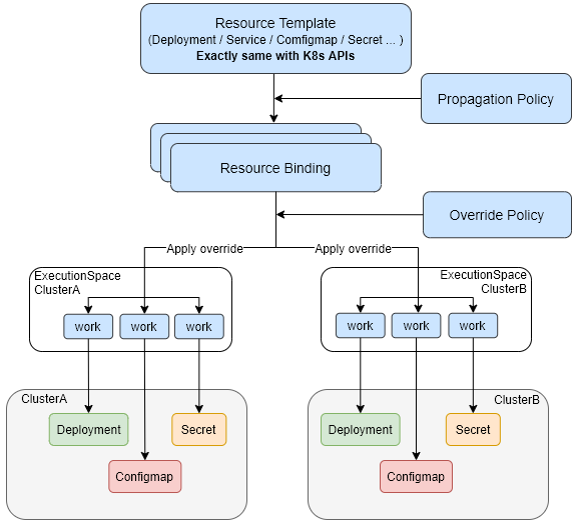 Resource Template
(Deployment / Service / Comfigmap / Secret ... )
Exactly same with K8s APIs
Propagation Policy
Resource Binding
Override Policy
Apply override
Apply override
ExecutionSpace
ClusterA
work
work
work
ExecutionSpace
ClusterB
work
work
work
ClusterA
Deployment
Secret
Configmap
ClusterB
Deployment
Secret
Configmap